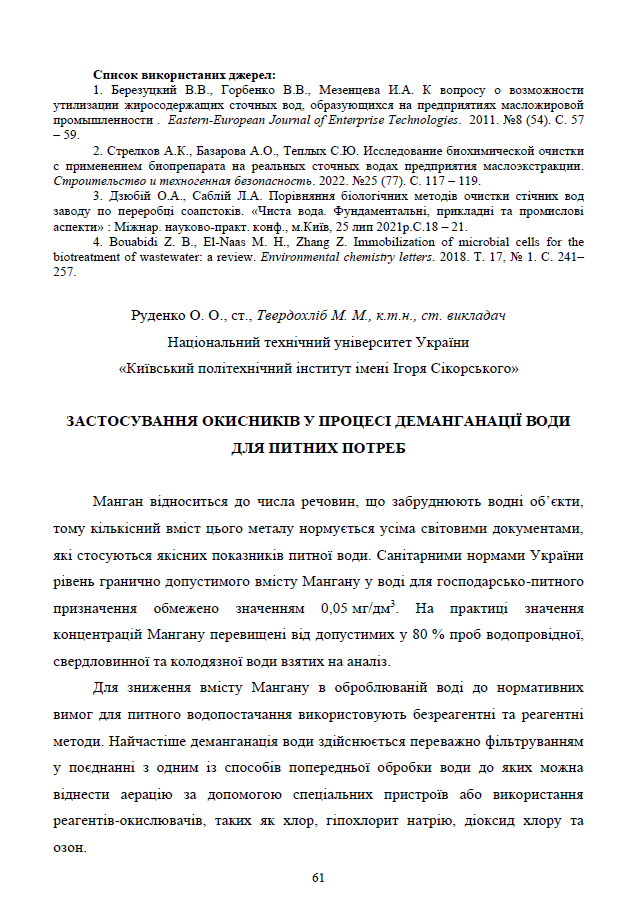 Список використаних джерел:
1. Березуцкий В.В., Горбенко В.В., Мезенцева И.А. К вопросу о возможности
утилизации жиросодержащих сточных вод, образующихся на предприятиях масложировой
промышленности . Eastern-European Journal of Enterprise Technologies. 2011. №8 (54). С. 57
– 59.
2. Стрелков А.К., Базарова А.О., Теплых С.Ю. Исследование биохимической очистки
с применением биопрепарата на реальных сточных водах предприятия маслоэкстракции.
Строительство и техногенная безопасность. 2022. №25 (77). С. 117 – 119.
3. Дзюбій О.А., Саблій Л.А. Порівняння біологічних методів очистки стічних вод
заводу по переробці соапстоків. «Чиста вода. Фундаментальні, прикладні та промислові
аспекти» : Міжнар. науково-практ. конф., м.Київ, 25 лип 2021р.С.18 – 21.
4. Bouabidi Z. B., El-Naas M. H., Zhang Z. Immobilization of microbial cells for the
biotreatment of wastewater: a review. Environmental chemistry letters. 2018. Т. 17, № 1. С. 241–
257.
Руденко О. О., ст., Твердохліб М. М., к.т.н., ст. викладач
Національний технічний університет України
«Київський політехнічний інститут імені Ігоря Сікорського»
ЗАСТОСУВАННЯ ОКИСНИКІВ У ПРОЦЕСІ ДЕМАНГАНАЦІЇ ВОДИ
ДЛЯ ПИТНИХ ПОТРЕБ
Манган відноситься до числа речовин, що забруднюють водні об’єкти,
тому кількісний вміст цього металу нормується усіма світовими документами,
які стосуються якісних показників питної води. Санітарними нормами України
рівень гранично допустимого вмісту Мангану у воді для господарсько-питного
призначення обмежено значенням 0,05 мг/дм³. На практиці значення
концентрацій Мангану перевищені від допустимих у 80 % проб водопровідної,
свердловинної та колодязної води взятих на аналіз.
Для зниження вмісту Мангану в оброблюваній воді до нормативних
вимог для питного водопостачання використовують безреагентні та реагентні
методи. Найчастіше деманганація води здійснюється переважно фільтруванням
у поєднанні з одним із способів попередньої обробки води до яких можна
віднести аерацію за допомогою спеціальних пристроїв або використання
реагентів-окислювачів, таких як хлор, гіпохлорит натрію, діоксид хлору та
озон.
61